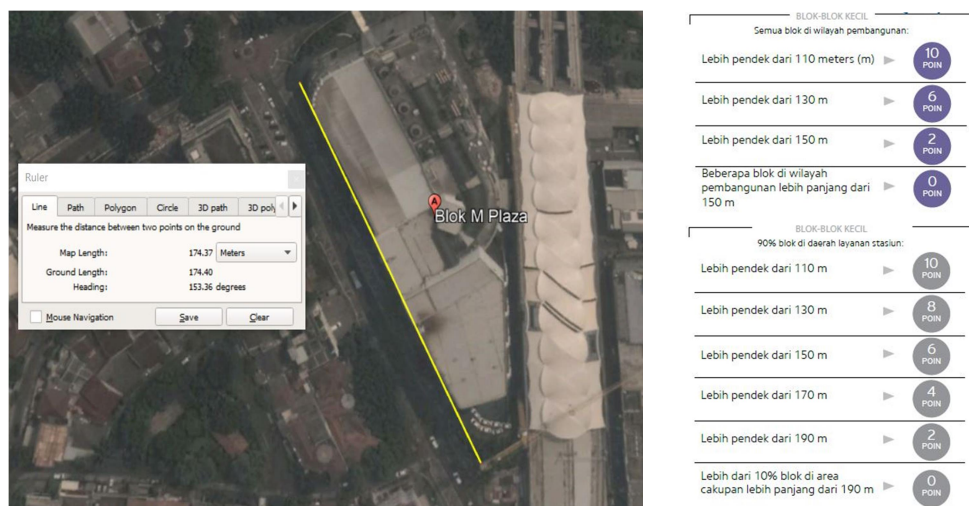 Ruler
Line Path Polygon Circle 3D path 3D poly
Measure the distance between two points on the ground
Map Length: 174.37 Meters
Ground Length: 174.40
Heading: 153.36 degrees
Mouse Navigation Save Clear
A
Blok M Plaza
BLOK-BLOK KECIL
Semua blok di wilayah pembangunan:
Lebih pendek dari 110 meters (m)
10
POIN
Lebih pendek dari 130 m
6
POIN
Lebih pendek dari 150 m
2
POIN
Beberapa blok di wilayah
pembangunan lebih panjang dari
150 m
0
POIN
BLOK-BLOK KECIL
90% blok di daerah layanan stasiun:
Lebih pendek dari 110 m
10
POIN
Lebih pendek dari 130 m
8
POIN
Lebih pendek dari 150 m
6
POIN
Lebih pendek dari 170 m
4
POIN
Lebih pendek dari 190 m
2
POIN
Lebih dari 10% blok di area
cakupan lebih panjang dari 190 m
0
POIN